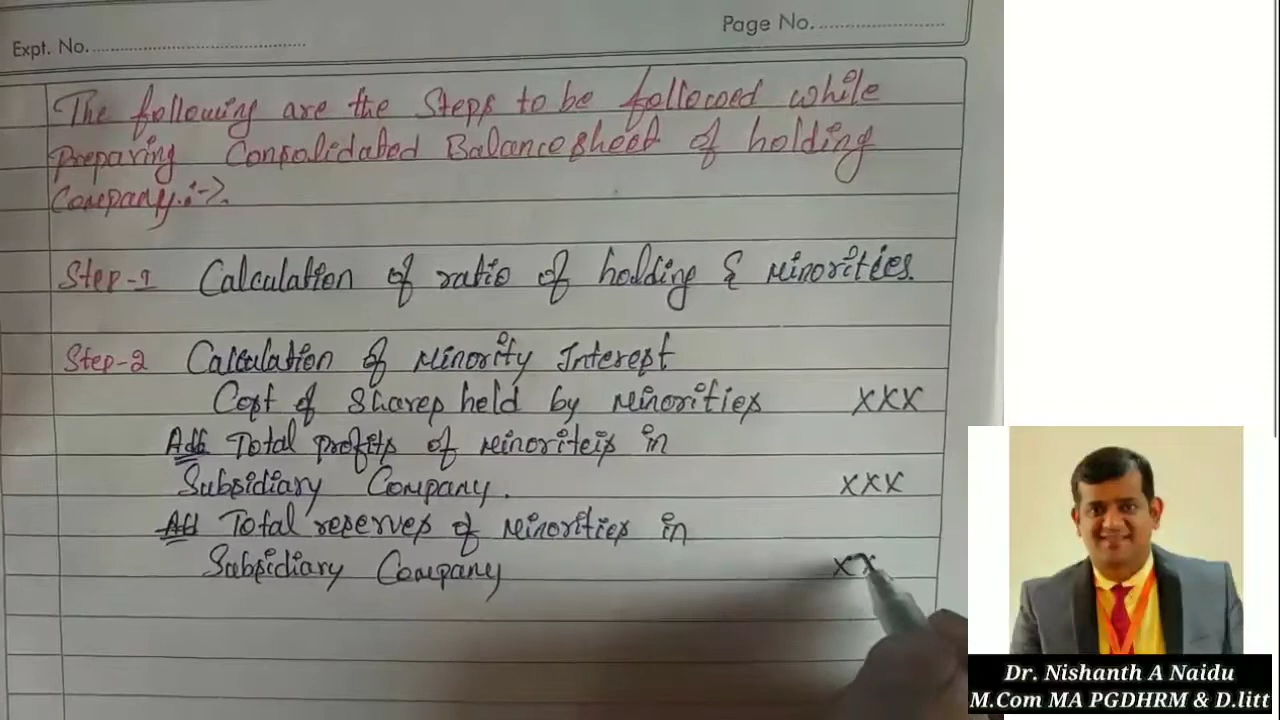 Page No.
Expt. No.
The following are the Steps to be followed while
Preparing Consolidated Balancesheet of holding
Company:->.
Step-1 Calculation of ratio of holding & Minorities.
Step-2 Calculation of Minority Interest
Cost of Shares held by Minorities XXX
Add Total profits of Minoriteis in
Subsidiary Company. XXX
Add Total reserves of Minorities in
Subsidiary Company XX
Dr. Nishanth A Naidu
M.Com MA PGDHRM & D.litt